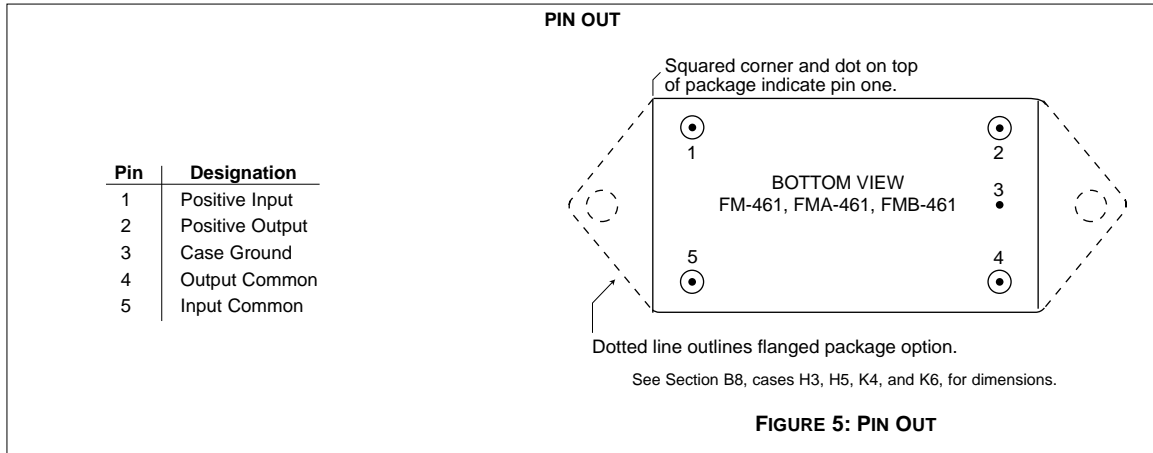 PIN OUT
Pin Designation
1 Positive Input
2 Positive Output
3 Case Ground
4 Output Common
5 Input Common
Squared corner and dot on top
of package indicate pin one.
1
2
BOTTOM VIEW
3
FM-461, FMA-461, FMB-461
5
4
Dotted line outlines flanged package option.
See Section B8, cases H3, H5, K4, and K6, for dimensions.
FIGURE 5: PIN OUT